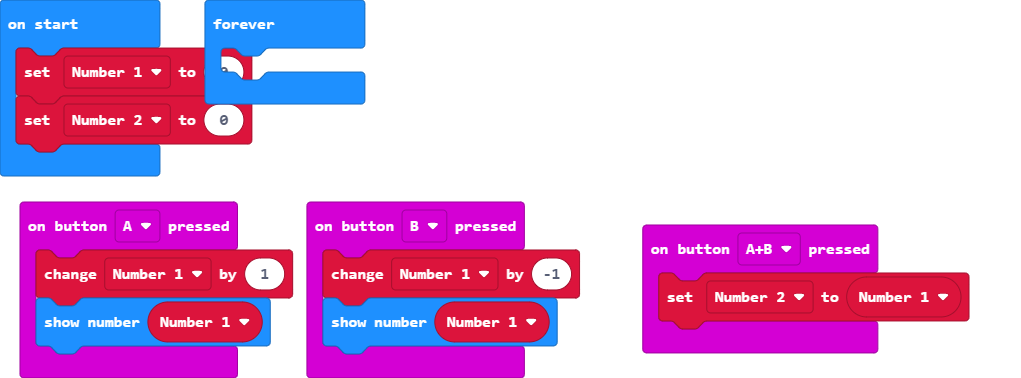 on start
forever
set Number 1 to
set Number 2 to 0
on button A pressed
change Number 1 by 1
show number Number 1
on button B pressed
change Number 1 by -1
show number Number 1
on button A+B pressed
set Number 2 to Number 1